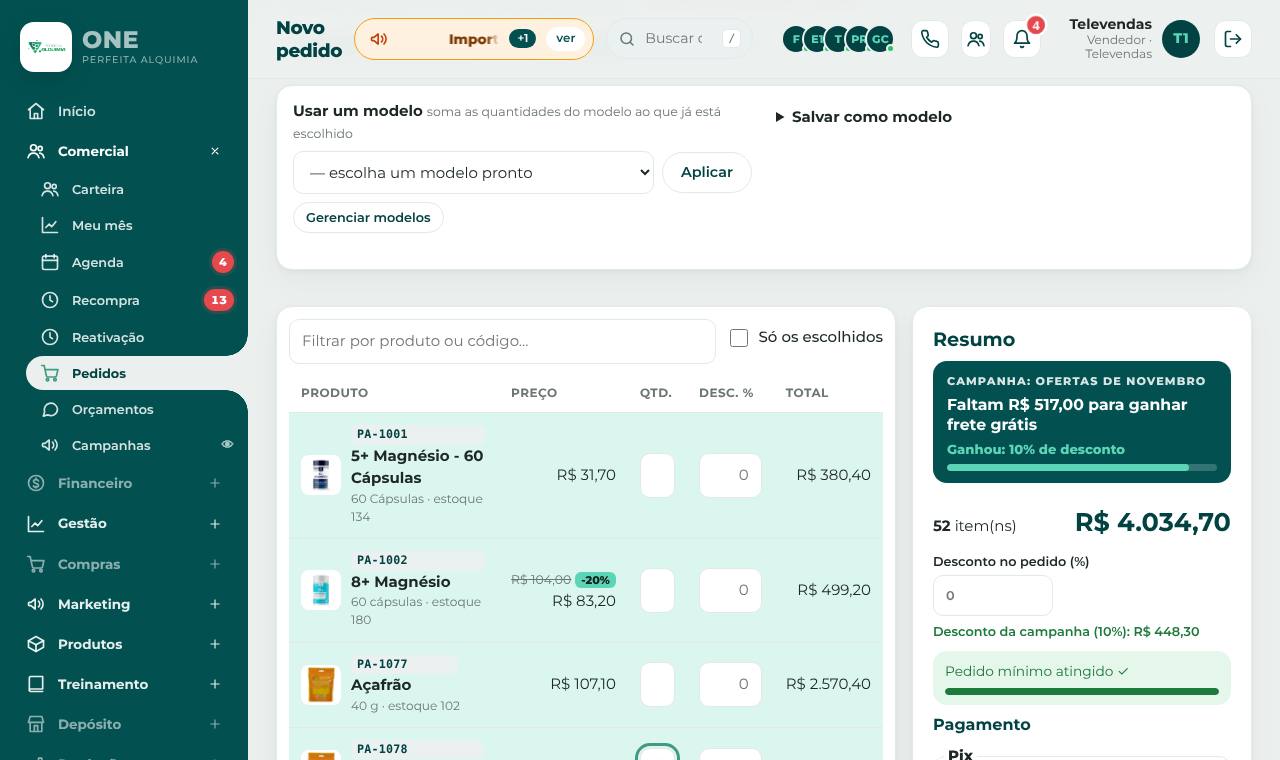 ONE
PERFEITA ALQUIMIA
Início
Comercial
Carteira
Meu mês
Agenda 4
Recompra 13
Reativação
Pedidos
Orçamentos
Campanhas
Financeiro +
Gestão +
Compras +
Marketing +
Produtos +
Treinamento +
Depósito +
Novo pedido
+1 ver
Buscar
/
F E1 T PR GC
4
Televendas
Vendedor · Televendas
T1
Usar um modelo soma as quantidades do modelo ao que já está
escolhido
— escolha um modelo pronto
Aplicar
Gerenciar modelos
Salvar como modelo
Filtrar por produto ou código...
Só os escolhidos
PRODUTO PREÇO QTD. DESC. % TOTAL
PA-1001
5+ Magnésio - 60
Cápsulas
60 Cápsulas · estoque
134
R$ 31,70 0 R$ 380,40
PA-1002
8+ Magnésio
60 cápsulas · estoque
180
R$ 104,00 -20%
R$ 83,20 0 R$ 499,20
PA-1077
Açafrão
40 g · estoque 102
R$ 107,10 0 R$ 2.570,40
PA-1078
Resumo
CAMPANHA: OFERTAS DE NOVEMBRO
Faltam R$ 517,00 para ganhar
frete grátis
Ganhou: 10% de desconto
52 item(ns) R$ 4.034,70
Desconto no pedido (%)
0
Desconto da campanha (10%): R$ 448,30
Pedido mínimo atingido ✓
Pagamento
Pix